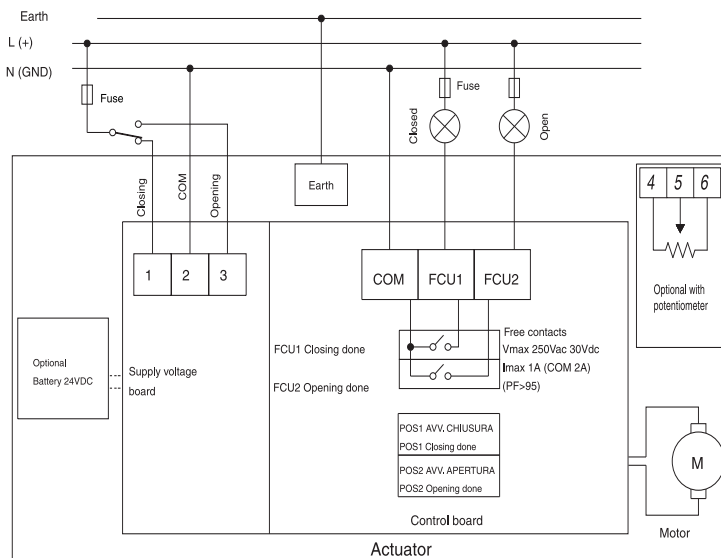 Earth
L (+)
N (GND)
Fuse
Fuse
Closed
Open
Closing
COM
Opening
Earth
4 5 6
Optional with
potentiometer
1 2 3
COM FCU1 FCU2
Free contacts
Vmax 250Vac 30Vdc
Imax 1A (COM 2A)
(PF>95)
FCU1 Closing done
FCU2 Opening done
Optional
Battery 24VDC
Supply voltage
board
POS1 AVV. CHIUSURA
POS1 Closing done
POS2 AVV. APERTURA
POS2 Opening done
Control board
M
Motor
Actuator